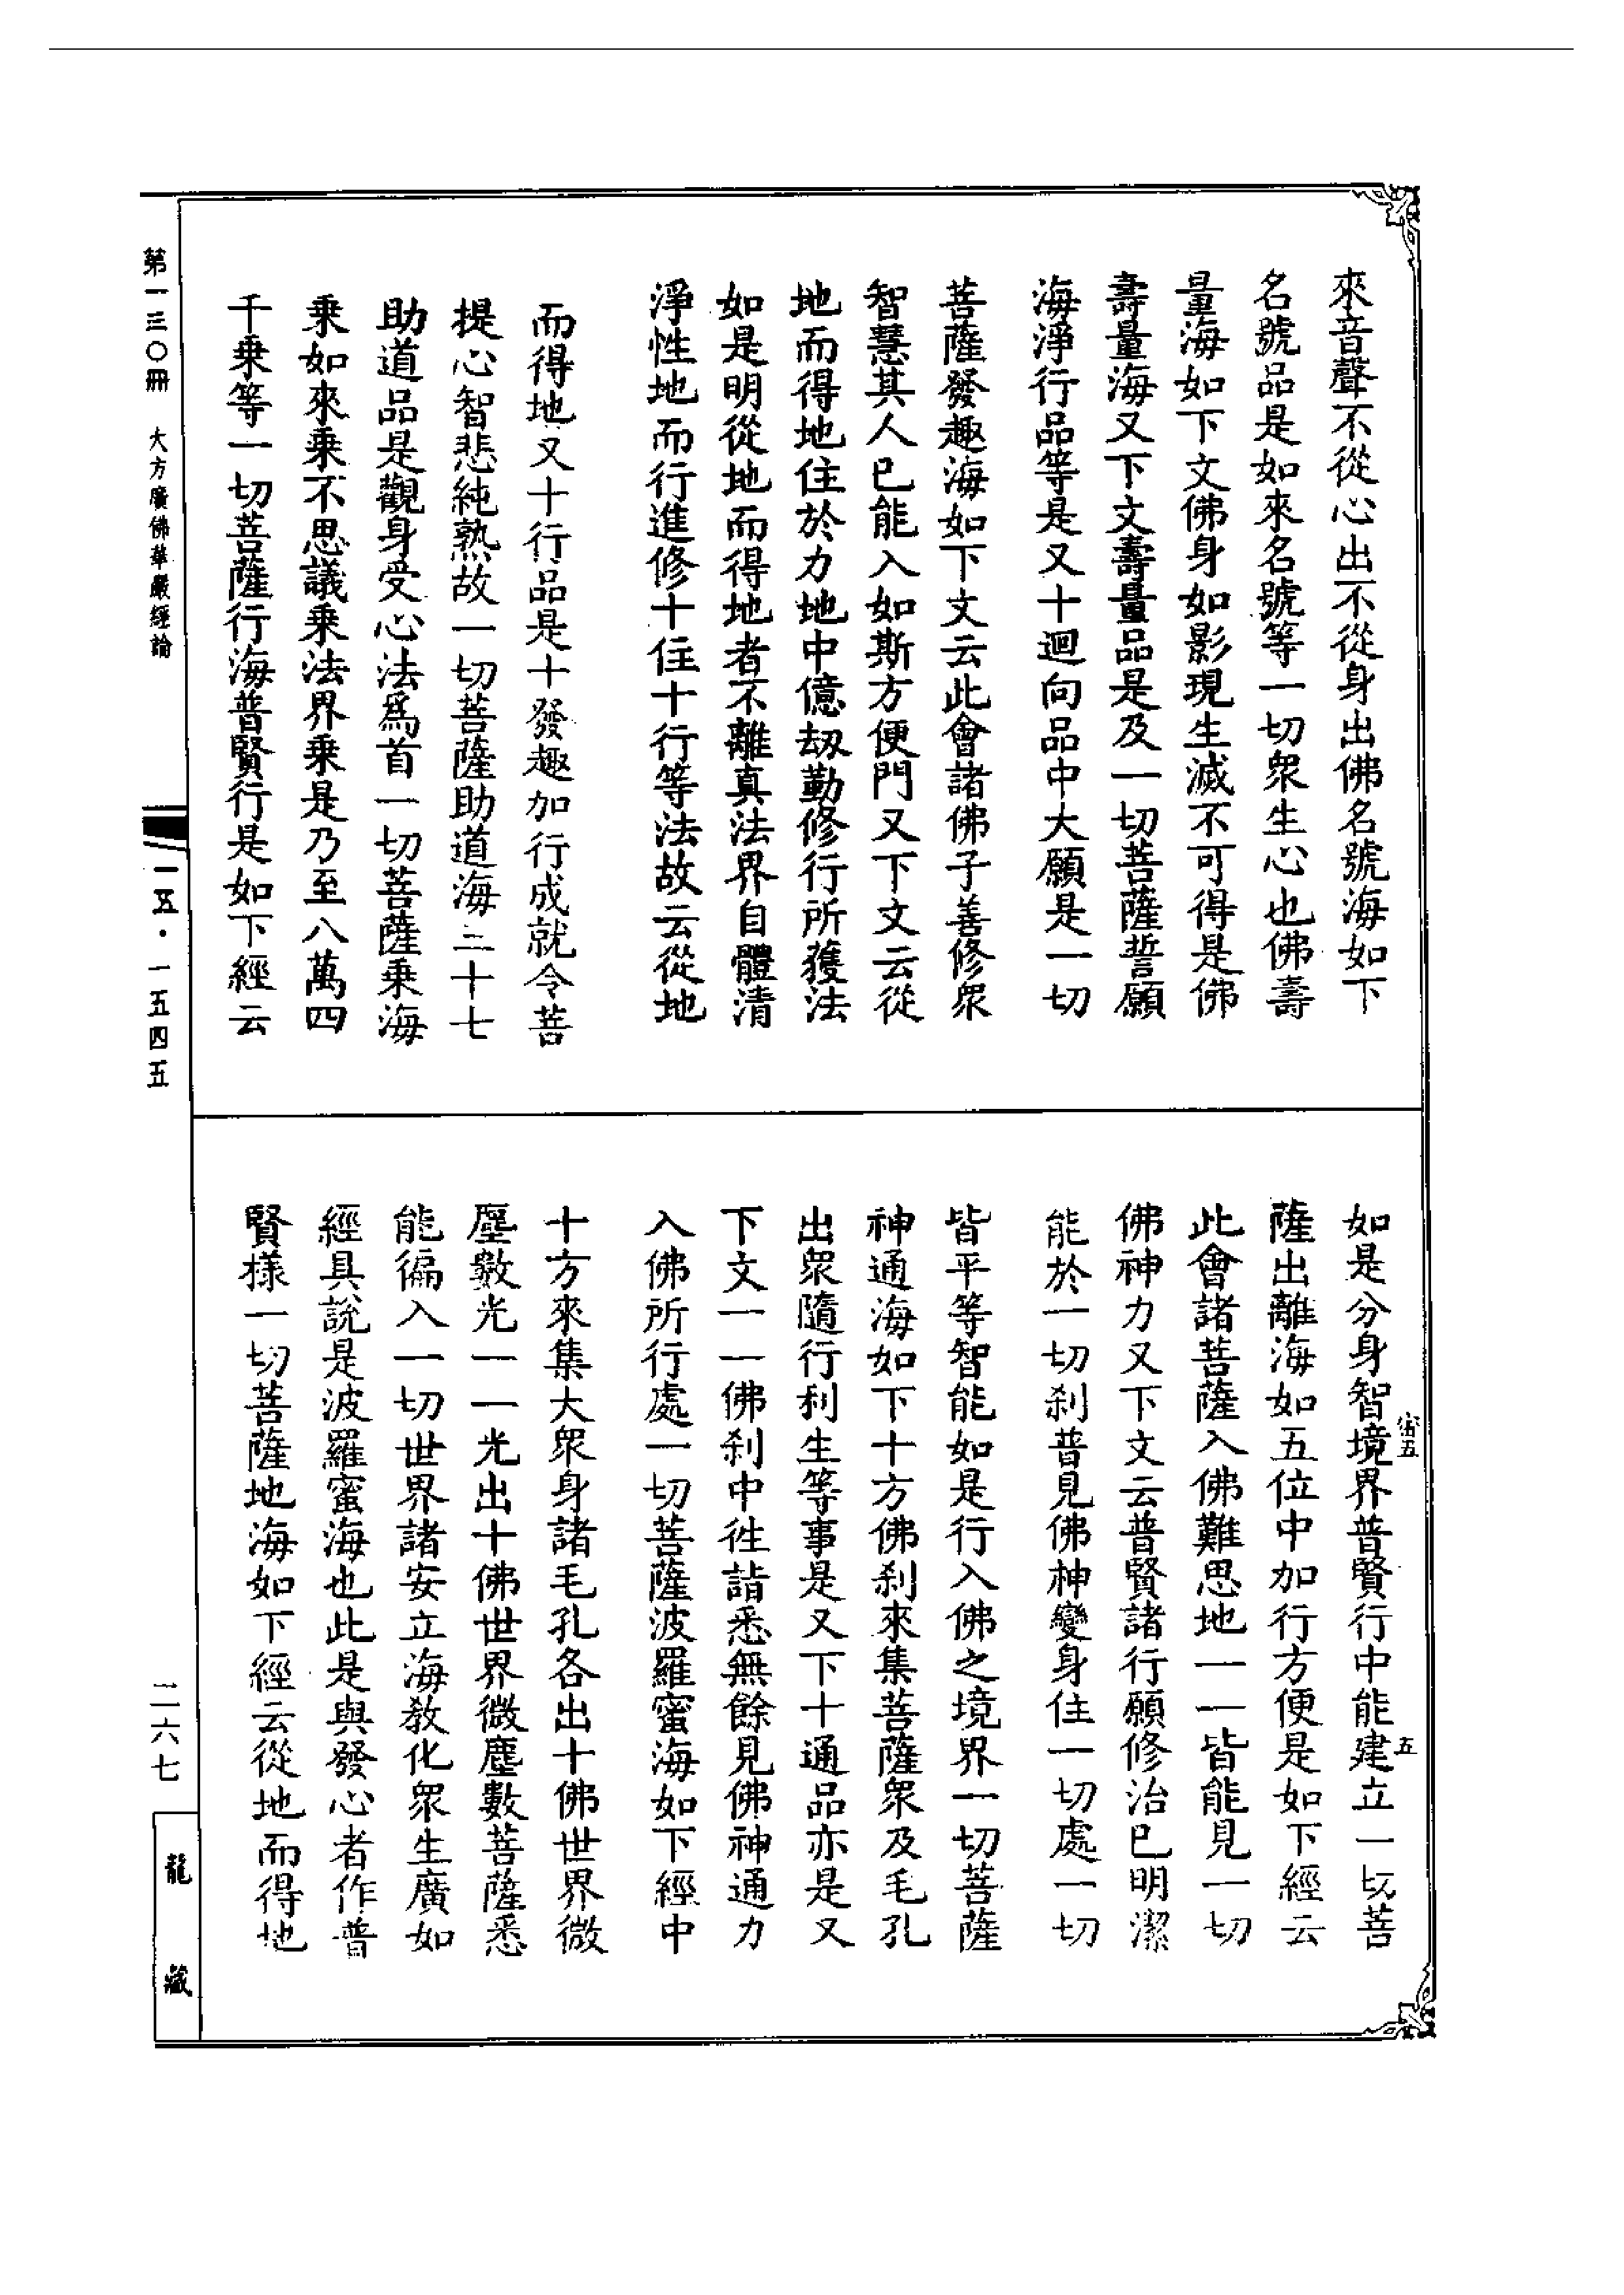 來音聲不從心出不從身出佛名號海如下
名號品是如來名號等一切衆生心也佛壽
量海如下文佛身如影現生滅不可得是佛
壽量海又下文壽量品是及一切菩薩誓願
海淨行品等是又十迴向品中大願是一切
菩薩發趣海如下文云此會諸佛子善修衆
智慧其人已能入如斯方便門又下文云從
地而得地住於力地中億劫勤修行所獲法
如是明從地而得地者不離真法界自體清
淨性地而行進修十住十行等法故云從地
而得地又十行品是十發趣加行成就令菩
提心智悲純熟故一切菩薩助道海三十七
助道品是觀身受心法爲首一切菩薩乘海
乘如來乘不思議乘法界乘是乃至八萬四
千乘等一切菩薩行海普賢行是如下經云
如是分身智境界普賢行中能建立一切菩
薩出離海如五位中加行方便是如下經云
此會諸菩薩入佛難思地一一皆能見一切
佛神力又下文云普賢諸行願修治已明潔
能於一切刹普見佛神變身住一切處一切
皆平等智能如是行入佛之境界一切菩薩
神通海如下十方佛刹來集菩薩衆及毛孔
出衆隨行利生等事是又下十通品亦是又
下文一一佛刹中徃詣悉無餘見佛神通力
入佛所行處一切菩薩波羅蜜海如下經中
十方來集大衆身諸毛孔各出十佛世界微
塵數光一一光出十佛世界微塵數菩薩悉
能徧入一切世界諸安立海敎化衆生廣如
經具説是波羅蜜海也此是與發心者作普
賢樣一切菩薩地海如下經云從地而得地
五
第一三〇冊 大方廣佛華嚴經論
一五·一五四五
二六七
龍藏